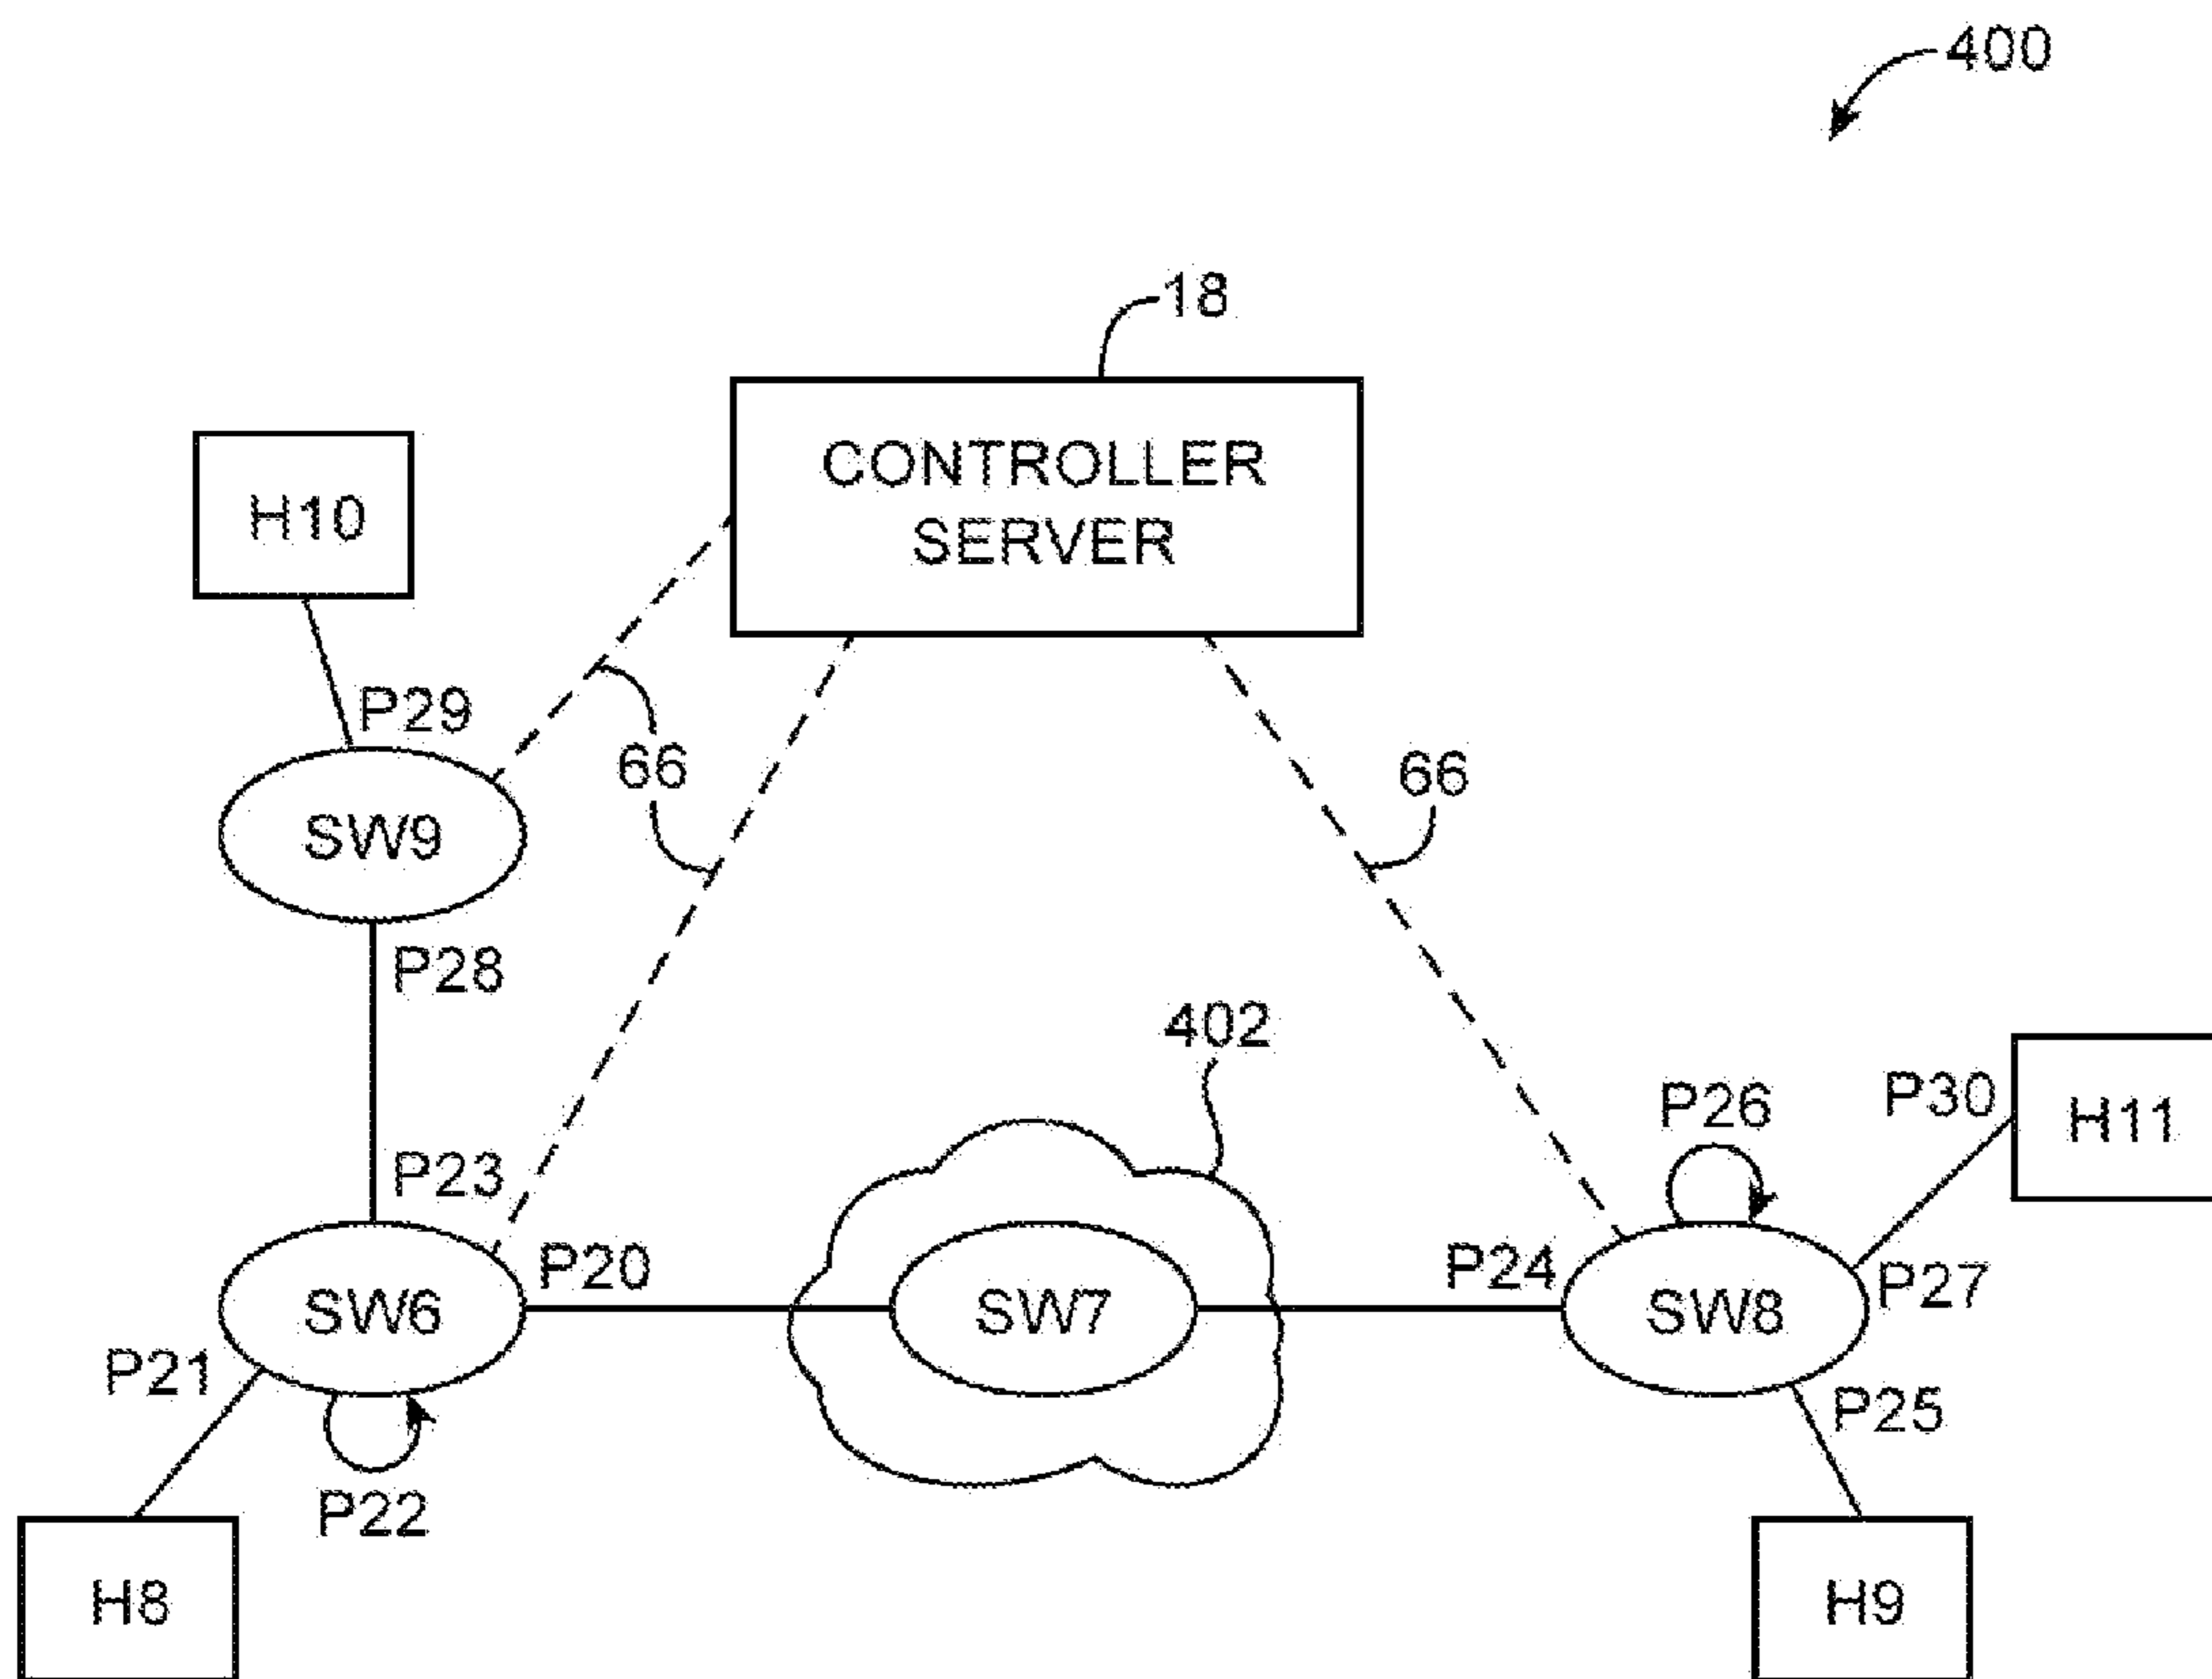 400
18
CONTROLLER
SERVER
H10
P29
66
66
SW9
P28
402
P26
P30
H11
P23
P20
P24
P27
SW6
SW7
SW8
P21
P25
P22
H8
H9